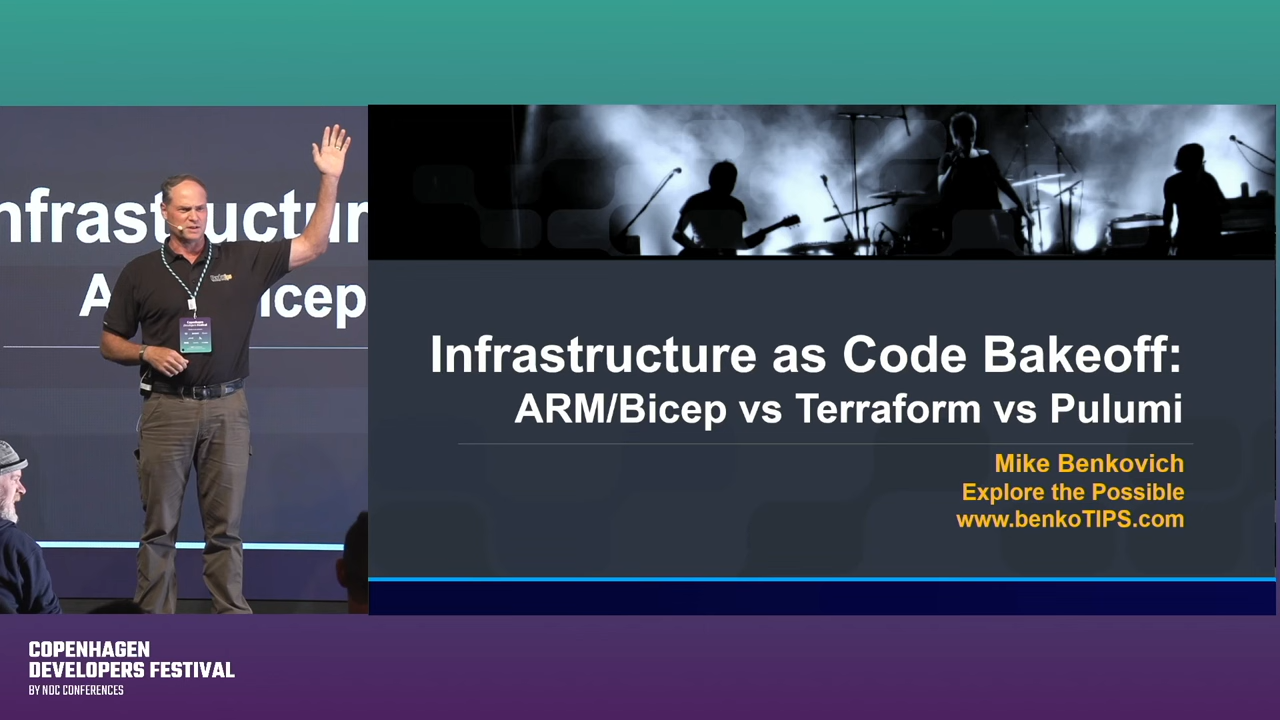 nfrastructur
A
icep
Infrastructure as Code Bakeoff:
ARM/Bicep vs Terraform vs Pulumi
Mike Benkovich
Explore the Possible
www.benkoTIPS.com
COPENHAGEN
DEVELOPERS FESTIVAL
BY NDC CONFERENCES